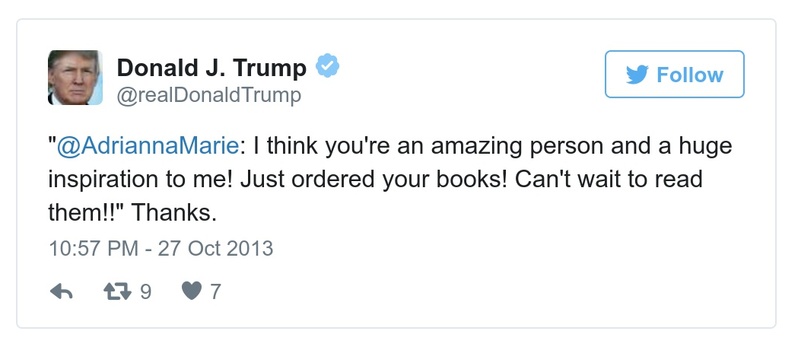 Donald J. Trump
@realDonaldTrump
Follow
"@AdriannaMarie: I think you're an amazing person and a huge
inspiration to me! Just ordered your books! Can't wait to read
them!!" Thanks.
10:57 PM - 27 Oct 2013
9 7